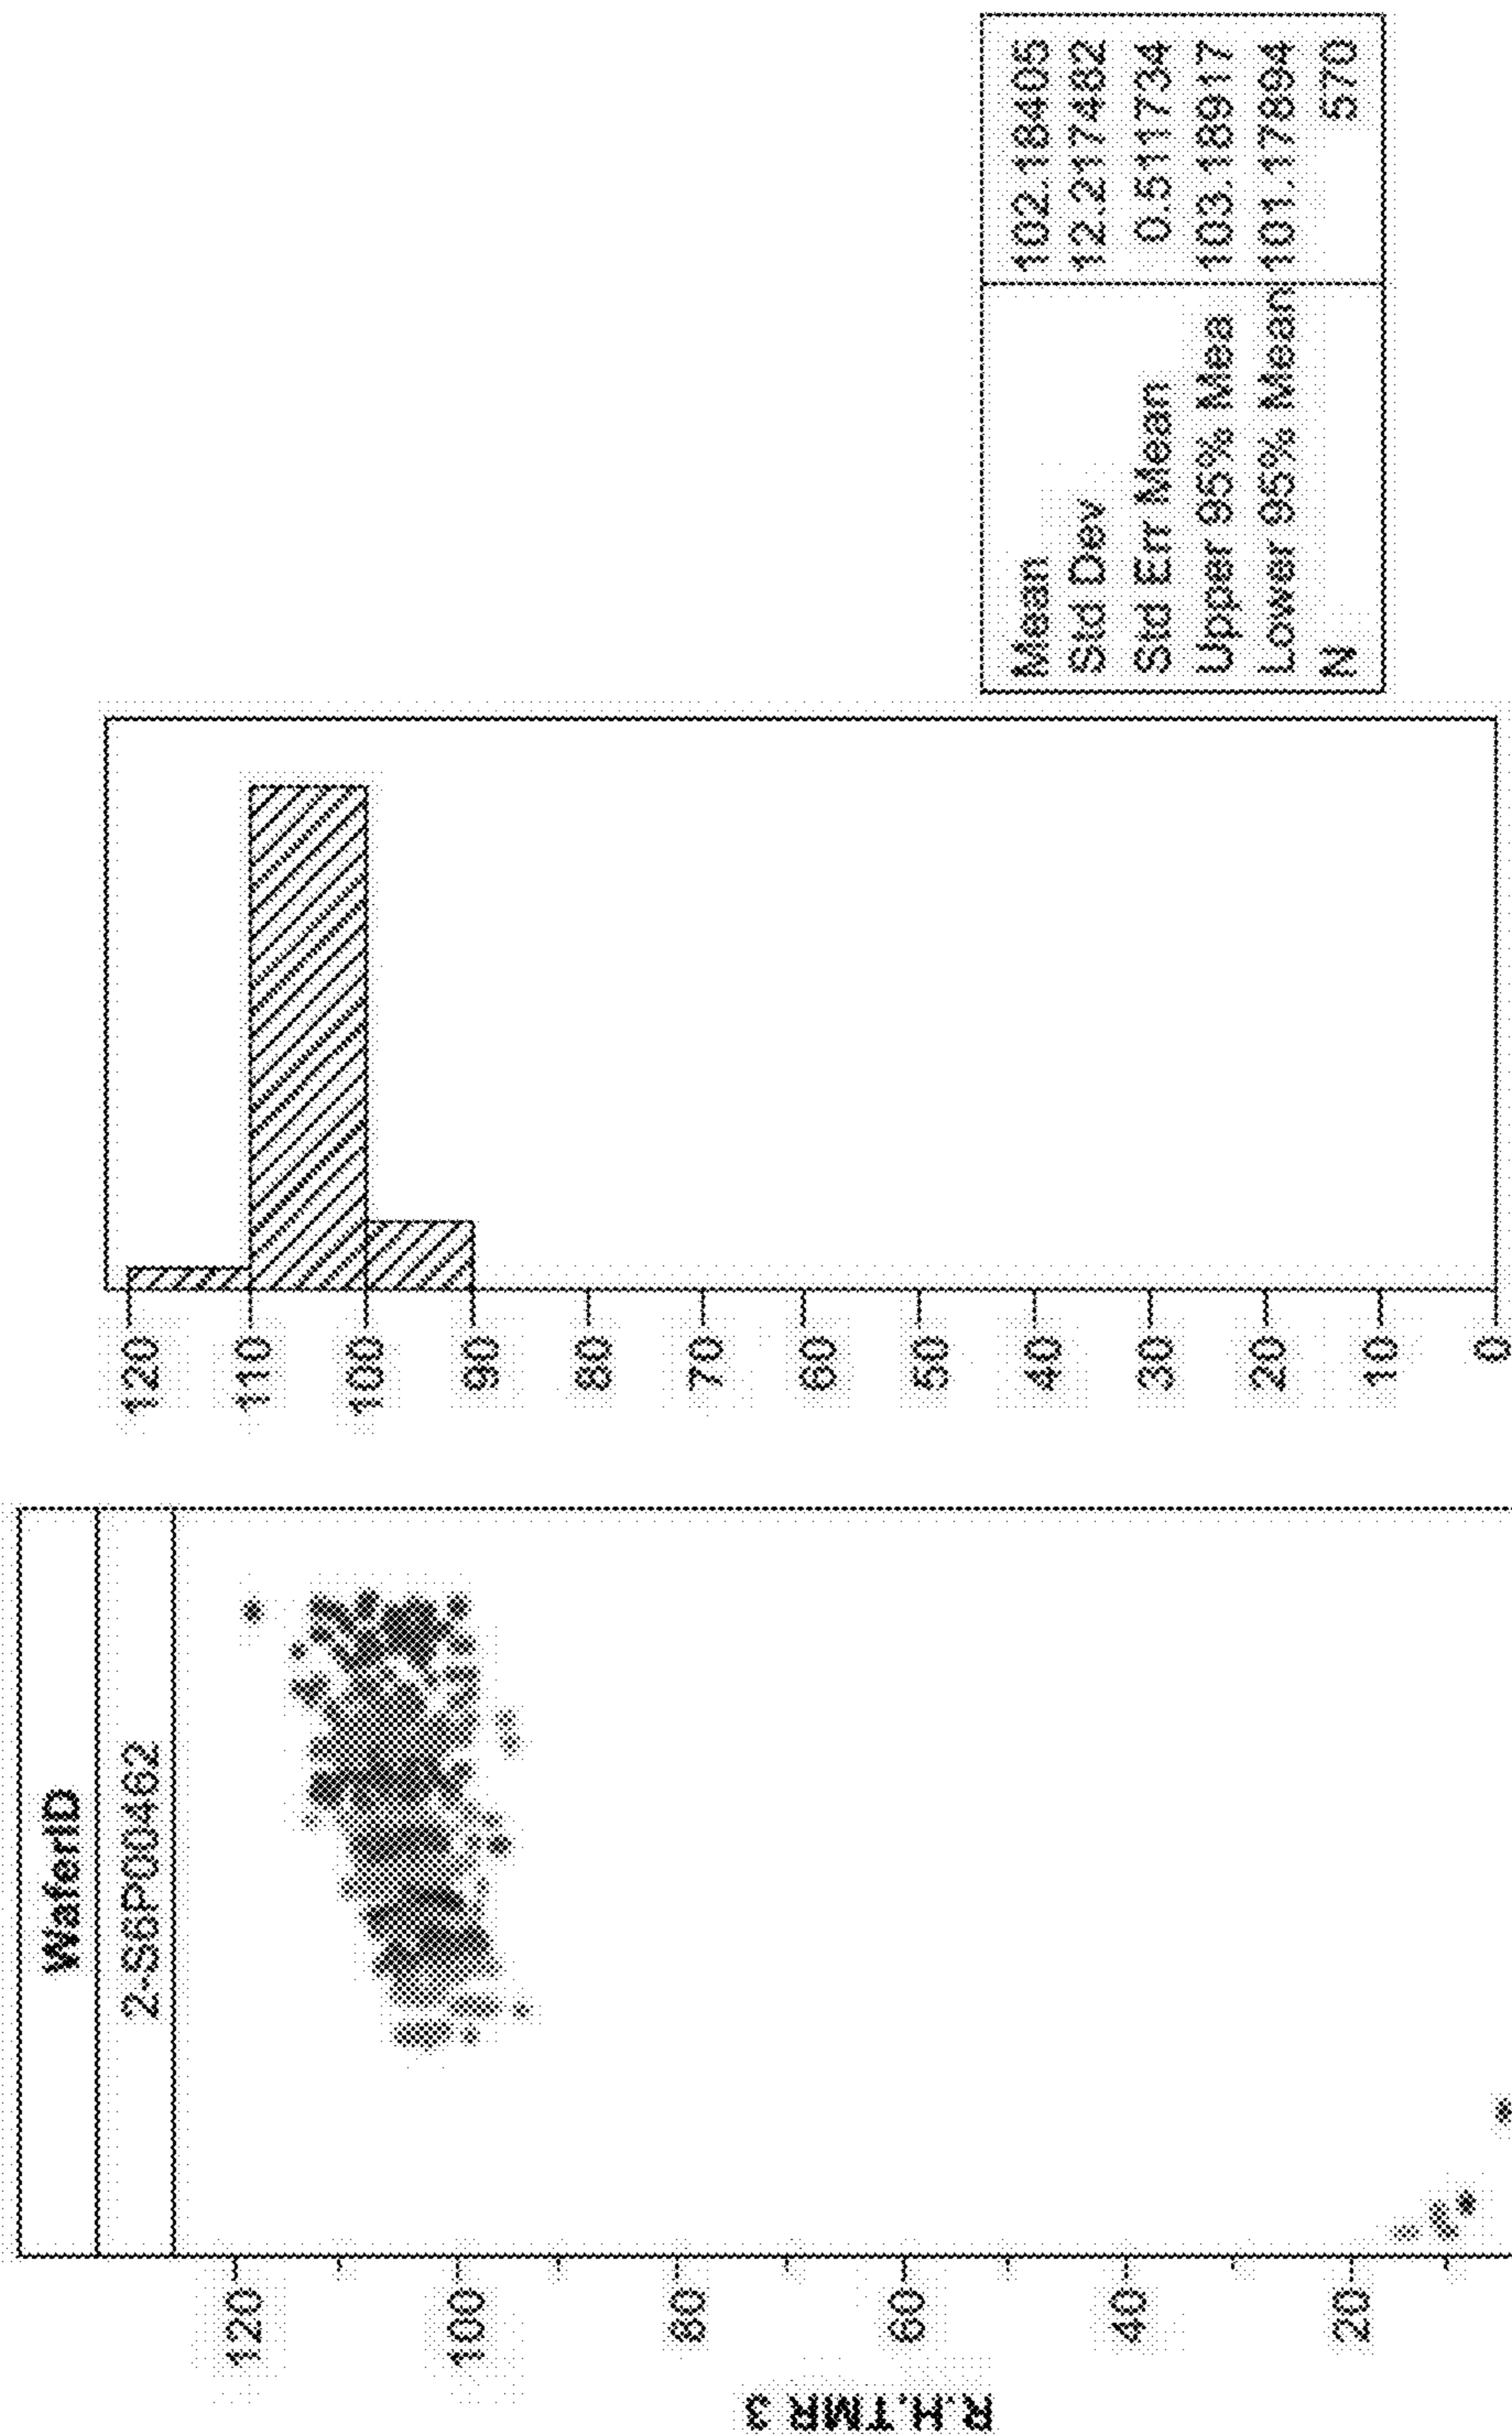 WaferID
2-S6P00462
R.H.TMR 3
120
100
80
60
40
20
120
110
100
90
80
70
60
50
40
30
20
10
0
Mean 102.18405
Std Dev 12.217482
Std Err Mean 0.511734
Upper 95% Mea 103.18917
Lower 95% Mean 101.17894
N 570